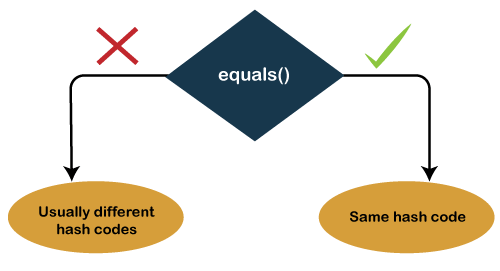 equals()
Usually different
hash codes
Same hash code